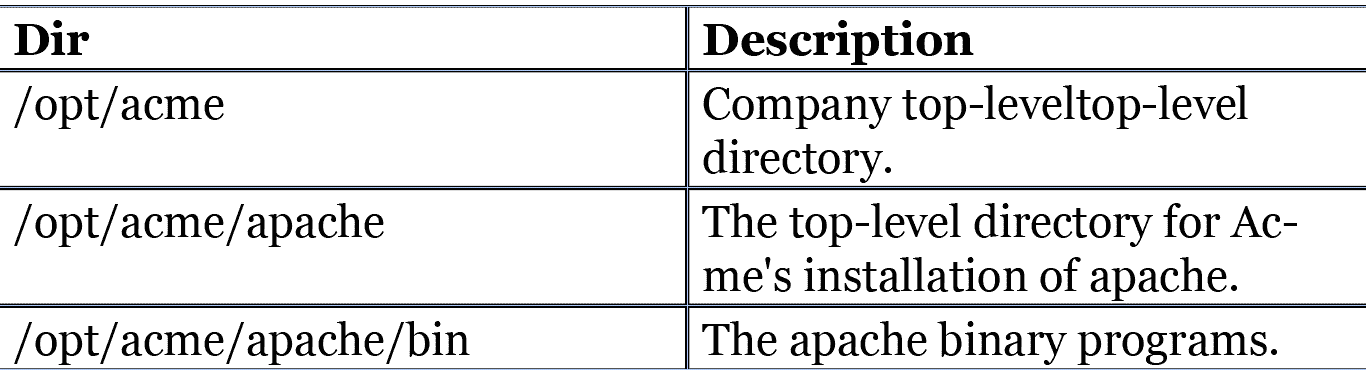 Dir Description
/opt/acme Company top-leveltop-level
directory.
/opt/acme/apache The top-level directory for Ac-
me's installation of apache.
/opt/acme/apache/bin The apache binary programs.